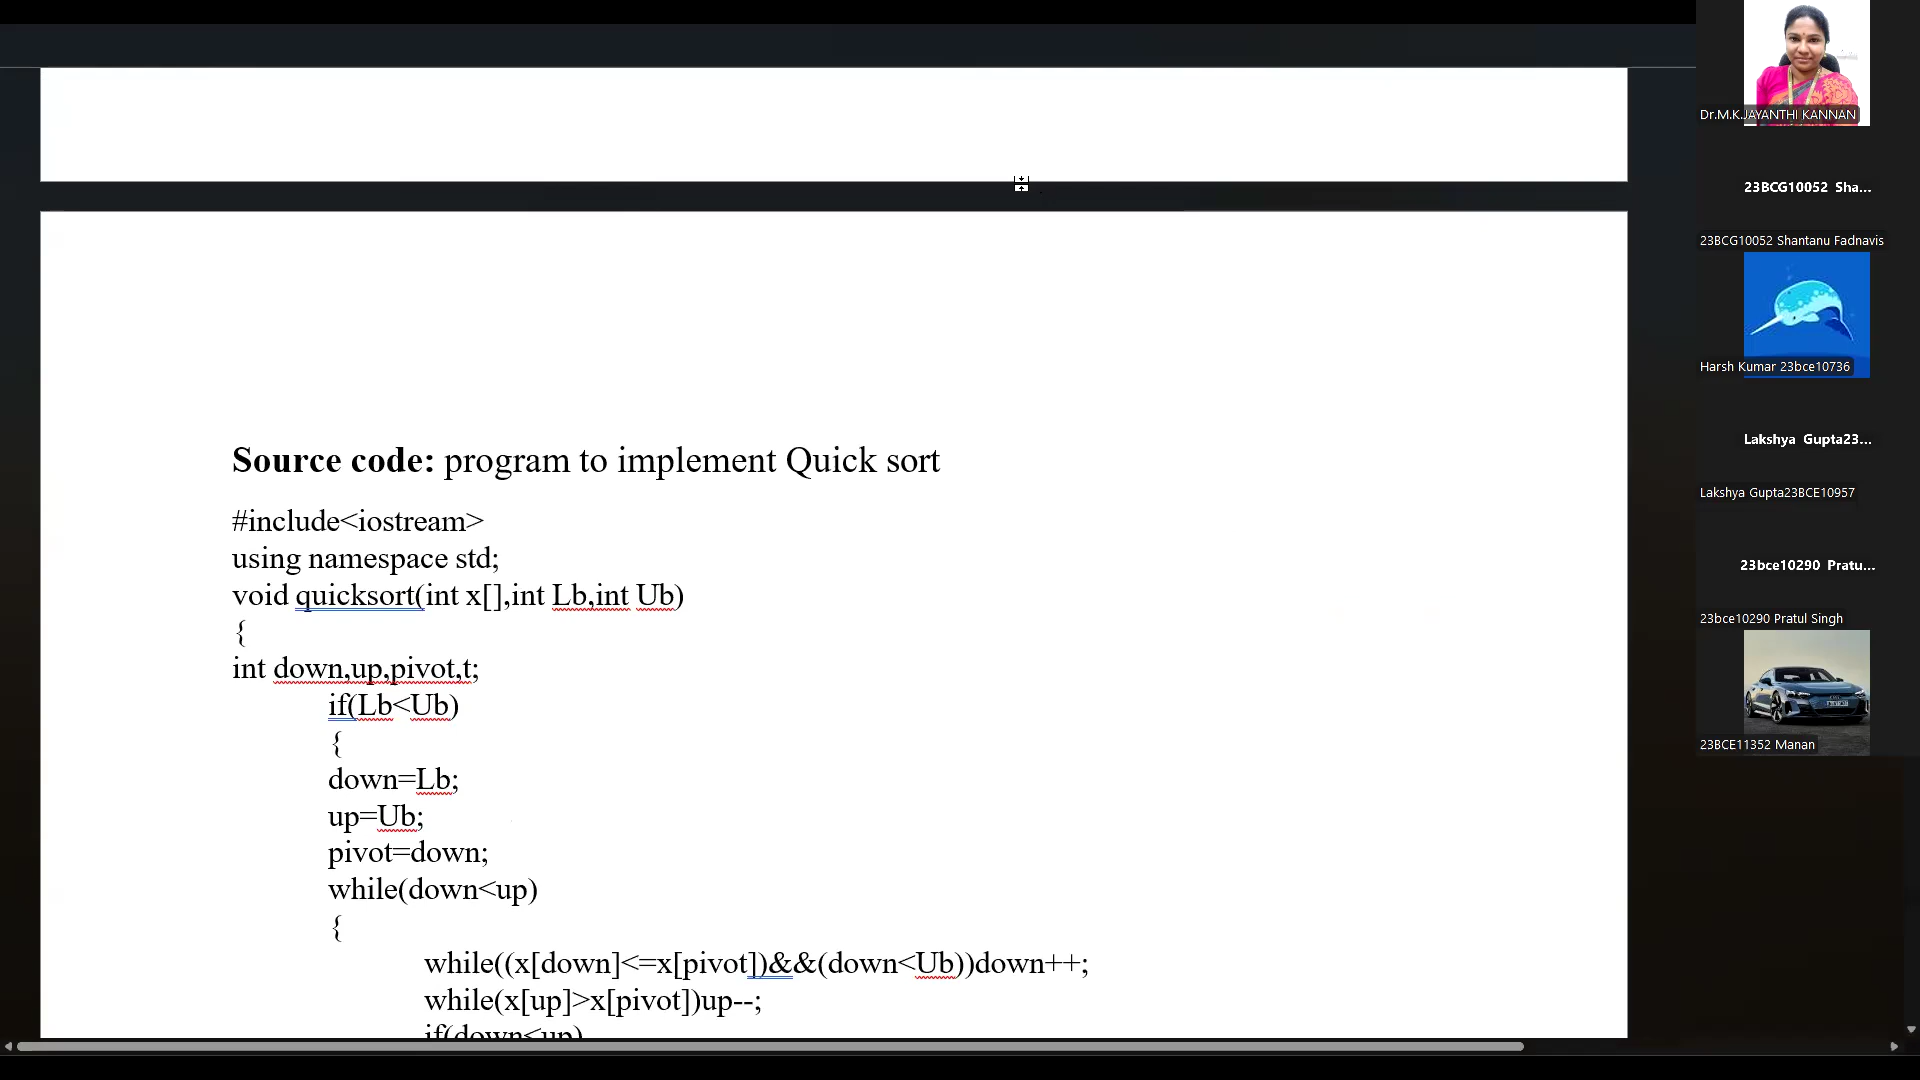 Source code: program to implement Quick sort
#include<iostream>
using namespace std;
void quicksort(int x[],int Lb,int Ub)
{
int down,up,pivot,t;
if(Lb<Ub)
{
down=Lb;
up=Ub;
pivot=down;
while(down<up)
{
while((x[down]<=x[pivot])&&(down<Ub))down++;
while(x[up]>x[pivot])up--;
if(down<up)
Dr.M.K.JAYANTHI KANNAN
23BCG10052 Sha...
23BCG10052 Shantanu Fadnavis
Harsh Kumar 23bce10736
Lakshya Gupta23...
Lakshya Gupta23BCE10957
23bce10290 Pratu...
23bce10290 Pratul Singh
23BCE11352 Manan